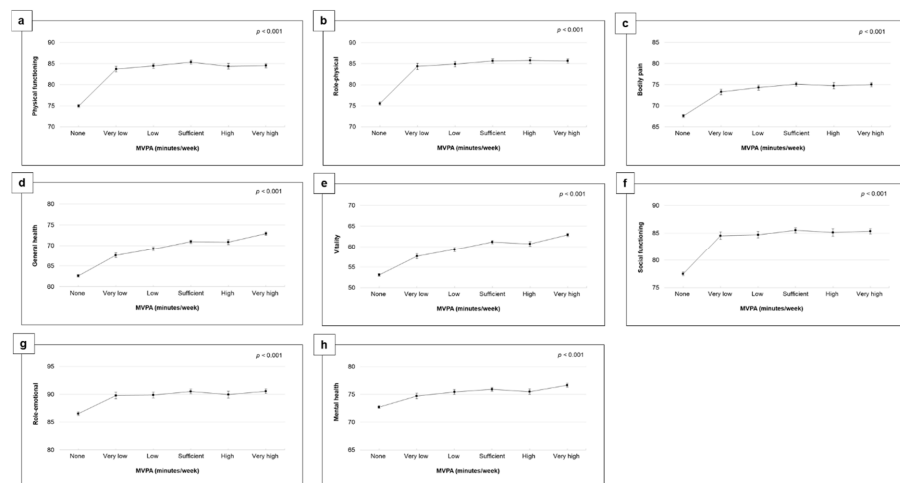 a
p < 0.001
Physical functioning
90
85
80
75
70
None Very low Low Sufficient High Very high
MVPA (minutes/week)
b
p < 0.001
Role-physical
90
85
80
75
70
None Very low Low Sufficient High Very high
MVPA (minutes/week)
c
p < 0.001
Bodily pain
85
80
75
70
65
None Very low Low Sufficient High Very high
MVPA (minutes/week)
d
p < 0.001
General health
80
75
70
65
60
None Very low Low Sufficient High Very high
MVPA (minutes/week)
e
p < 0.001
Vitality
70
65
60
55
50
None Very low Low Sufficient High Very high
MVPA (minutes/week)
f
p < 0.001
Social functioning
90
85
80
75
None Very low Low Sufficient High Very high
MVPA (minutes/week)
g
p < 0.001
Role-emotional
95
90
85
80
None Very low Low Sufficient High Very high
MVPA (minutes/week)
h
p < 0.001
Mental health
80
75
70
65
None Very low Low Sufficient High Very high
MVPA (minutes/week)